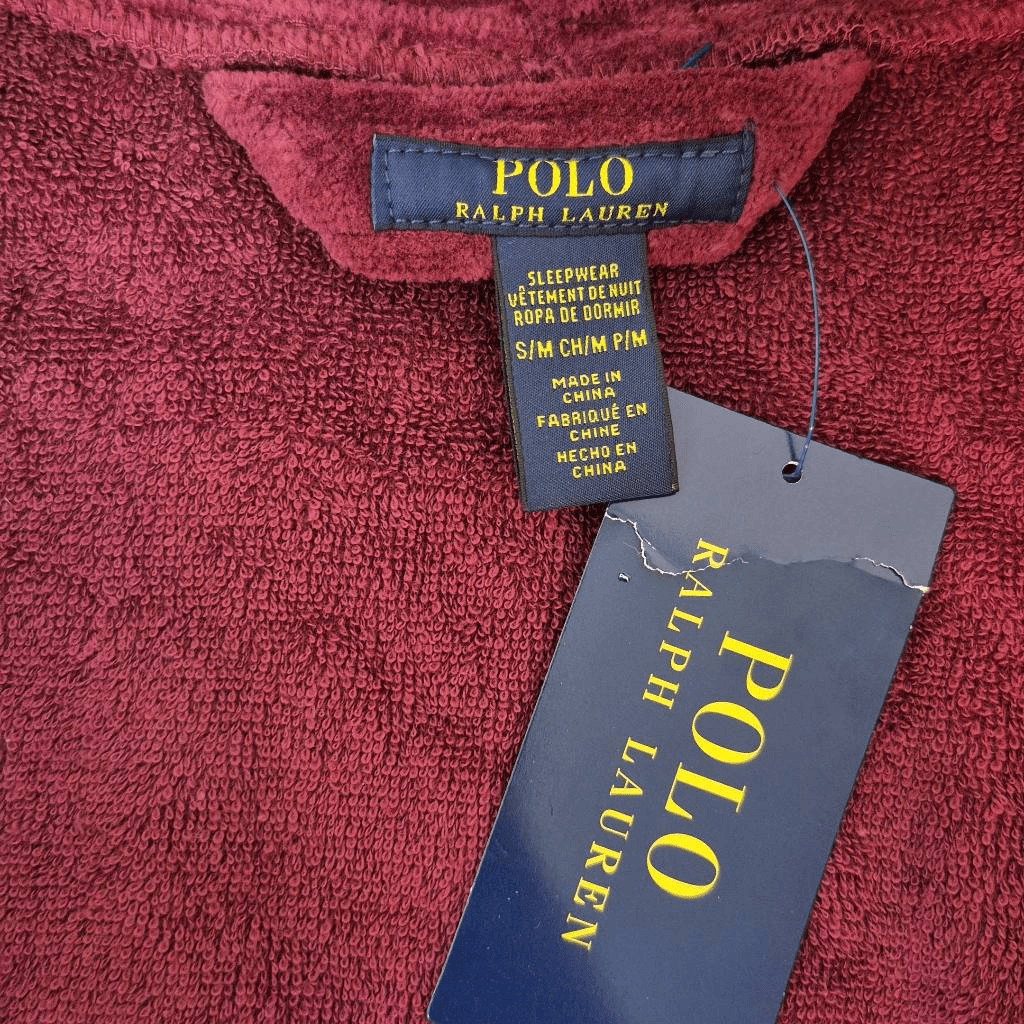 POLO
RALPH LAUREN
SLEEPWEAR
VÊTEMENT DE NUIT
ROPA DE DORMIR
S/M CH/M P/M
MADE IN
CHINA
FABRIQUÉ EN
CHINE
HECHO EN
CHINA
POLO
RALPH LAUREN